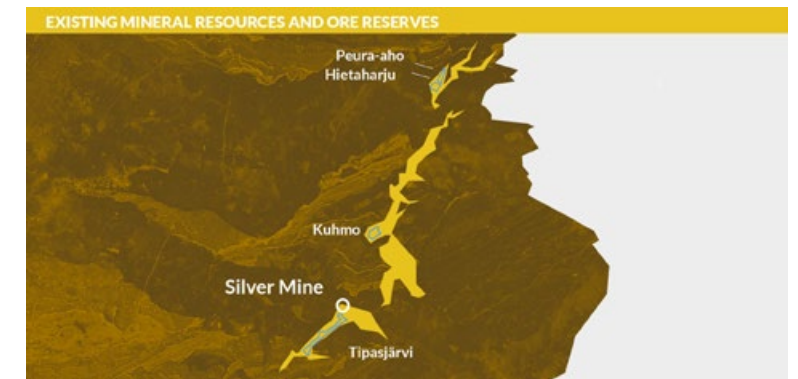 EXISTING MINERAL RESOURCES AND ORE RESERVES
Peura-aho
Hietaharju
Kuhmo
Silver Mine
Tipasjärvi